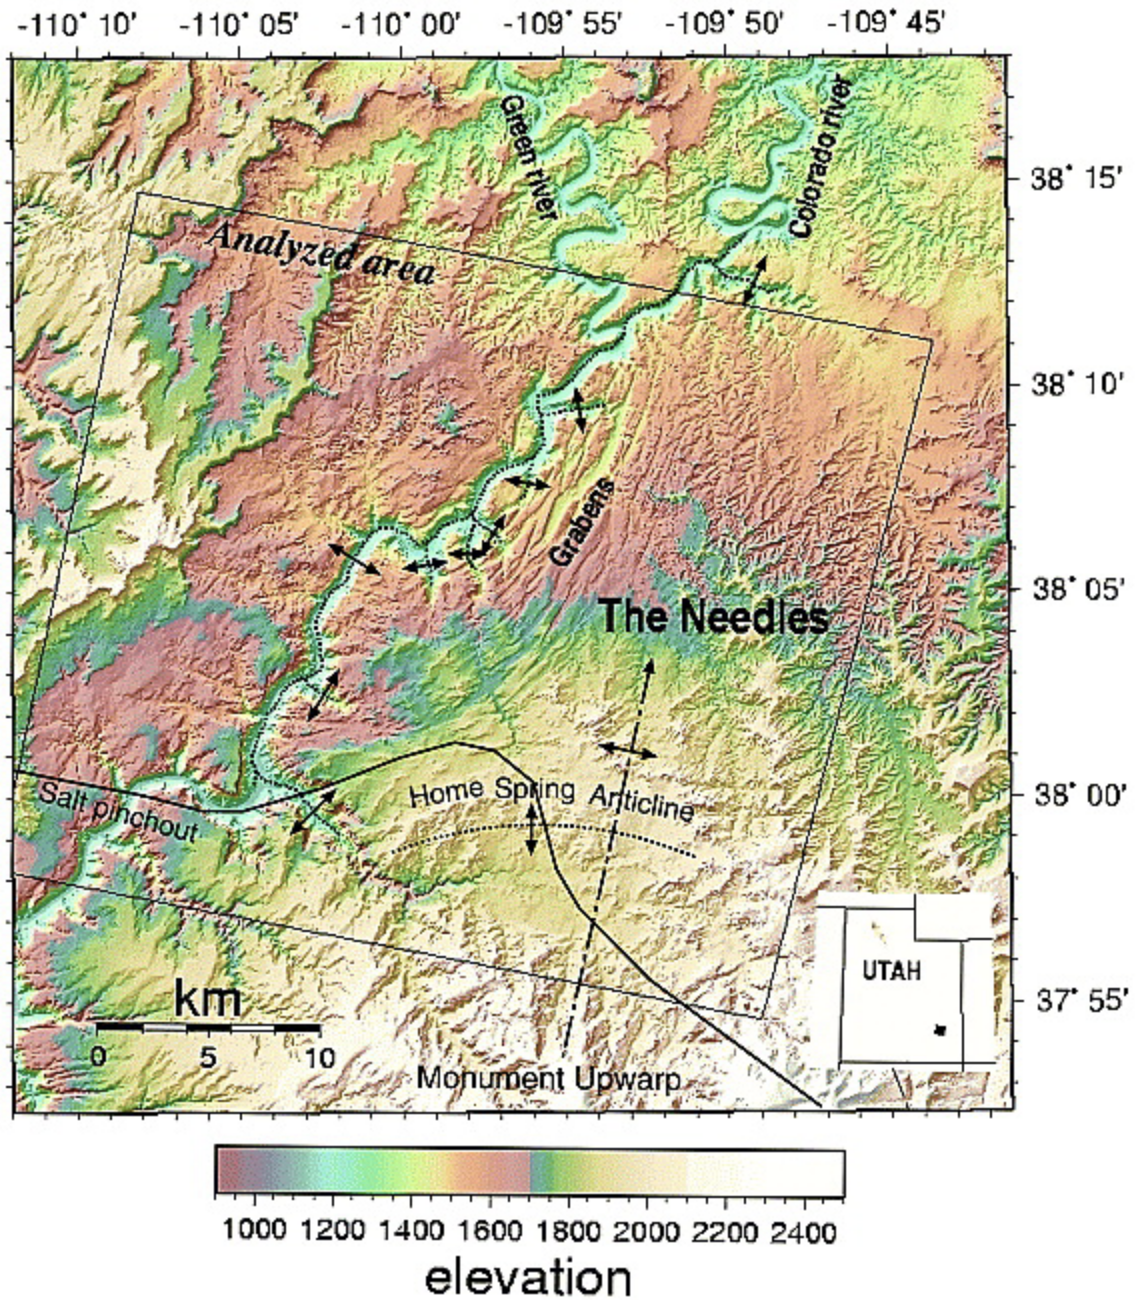 -110° 10' -110° 05' -110° 00' -109° 55' -109° 50' -109° 45'
Green river
Colorado river
38° 15'
Analyzed area
38° 10'
Grabens
38° 05'
The Needles
Home Spring Anticline
38° 00'
Salt pinchout
UTAH
km
37° 55'
0 5 10
Monument Upwarp
1000 1200 1400 1600 1800 2000 2200 2400
elevation